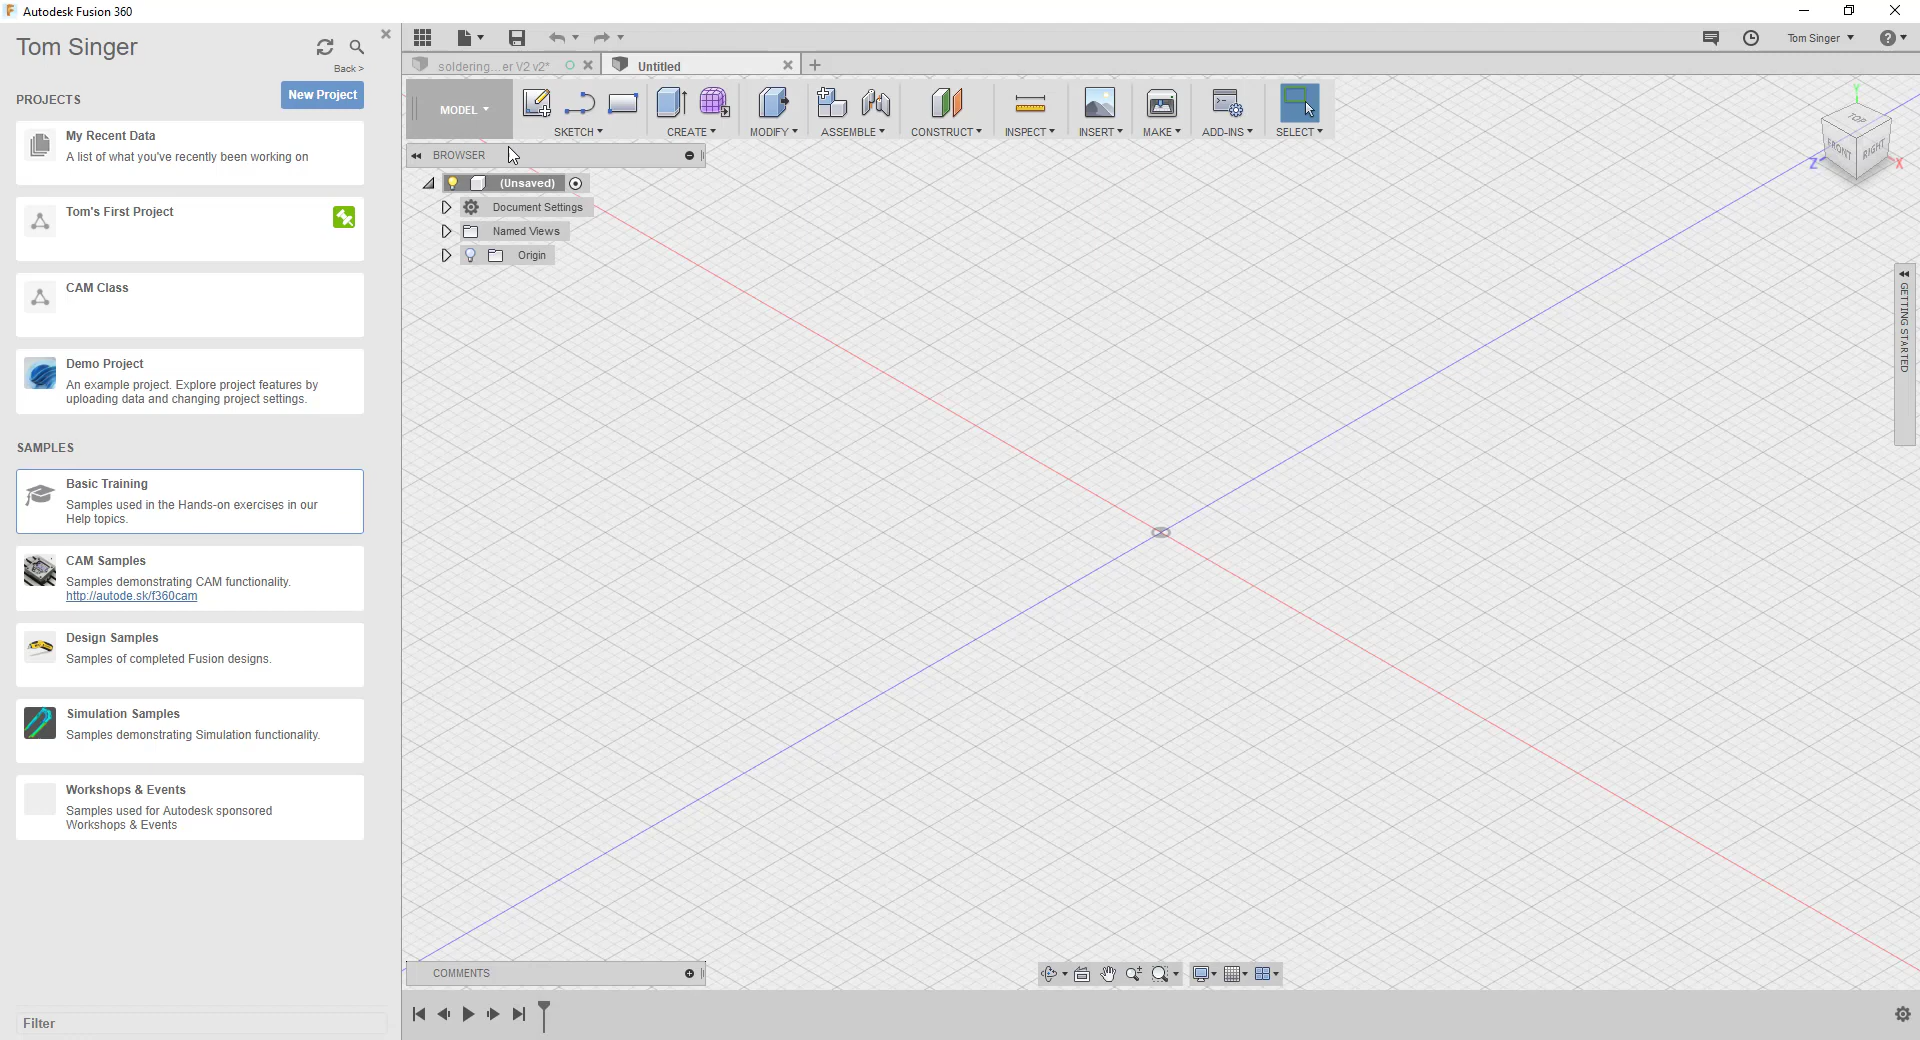 Autodesk Fusion 360
Tom Singer
Back >
PROJECTS
New Project
My Recent Data
A list of what you've recently been working on
Tom's First Project
CAM Class
Demo Project
An example project. Explore project features by
uploading data and changing project settings.
SAMPLES
Basic Training
Samples used in the Hands-on exercises in our
Help topics.
CAM Samples
Samples demonstrating CAM functionality.
http://autode.sk/f360cam
Design Samples
Samples of completed Fusion designs.
Simulation Samples
Samples demonstrating Simulation functionality.
Workshops & Events
Samples used for Autodesk sponsored
Workshops & Events
Filter
Tom Singer
soldering...er V2 v2*
Untitled
MODEL
SKETCH
CREATE
MODIFY
ASSEMBLE
CONSTRUCT
INSPECT
INSERT
MAKE
ADD-INS
SELECT
BROWSER
(Unsaved)
Document Settings
Named Views
Origin
Y
TOP
FRONT
RIGHT
Z
X
GETTING STARTED
COMMENTS